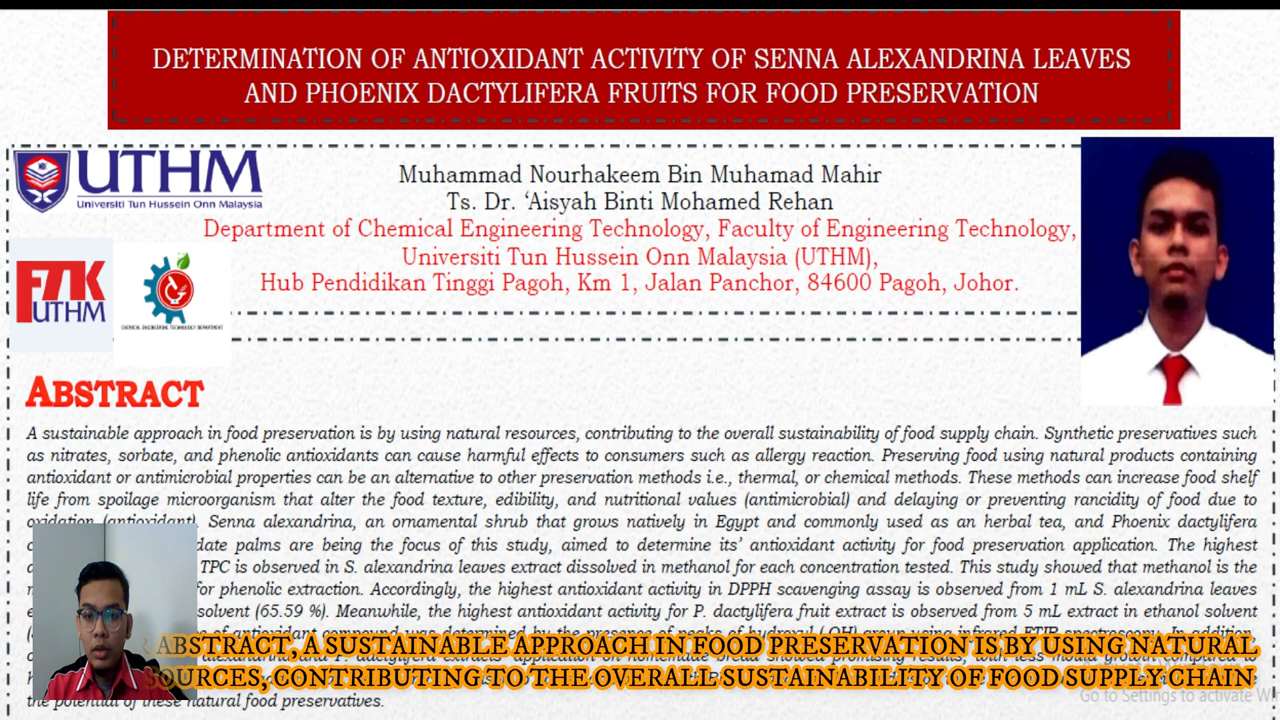 DETERMINATION OF ANTIOXIDANT ACTIVITY OF SENNA ALEXANDRINA LEAVES
AND PHOENIX DACTYLIFERA FRUITS FOR FOOD PRESERVATION
UTHM
Universiti Tun Hussein Onn Malaysia
Muhammad Nourhakeem Bin Muhamad Mahir
Ts. Dr. ‘Aisyah Binti Mohamed Rehan
Department of Chemical Engineering Technology, Faculty of Engineering Technology,
Universiti Tun Hussein Onn Malaysia (UTHM),
Hub Pendidikan Tinggi Pagoh, Km 1, Jalan Panchor, 84600 Pagoh, Johor.
FTK
UTHM
CHEMICAL ENGINEERING TECHNOLOGY DEPARTMENT
ABSTRACT
A sustainable approach in food preservation is by using natural resources, contributing to the overall sustainability of food supply chain. Synthetic preservatives such
as nitrates, sorbate, and phenolic antioxidants can cause harmful effects to consumers such as allergy reaction. Preserving food using natural products containing
antioxidant or antimicrobial properties can be an alternative to other preservation methods i.e., thermal, or chemical methods. These methods can increase food shelf
life from spoilage microorganism that alter the food texture, edibility, and nutritional values (antimicrobial) and delaying or preventing rancidity of food due to
oxidation (antioxidant). Senna alexandrina, an ornamental shrub that grows natively in Egypt and commonly used as an herbal tea, and Phoenix dactylifera
date palms are being the focus of this study, aimed to determine its’ antioxidant activity for food preservation application. The highest
TPC is observed in S. alexandrina leaves extract dissolved in methanol for each concentration tested. This study showed that methanol is the
for phenolic extraction. Accordingly, the highest antioxidant activity in DPPH scavenging assay is observed from 1 mL S. alexandrina leaves
solvent (65.59 %). Meanwhile, the highest antioxidant activity for P. dactylifera fruit extract is observed from 5 mL extract in ethanol solvent
ABSTRACT, A SUSTAINABLE APPROACH IN FOOD PRESERVATION IS BY USING NATURAL
SOURCES, CONTRIBUTING TO THE OVERALL SUSTAINABILITY OF FOOD SUPPLY CHAIN
the potential of these natural food preservatives.
Go to Settings to activate